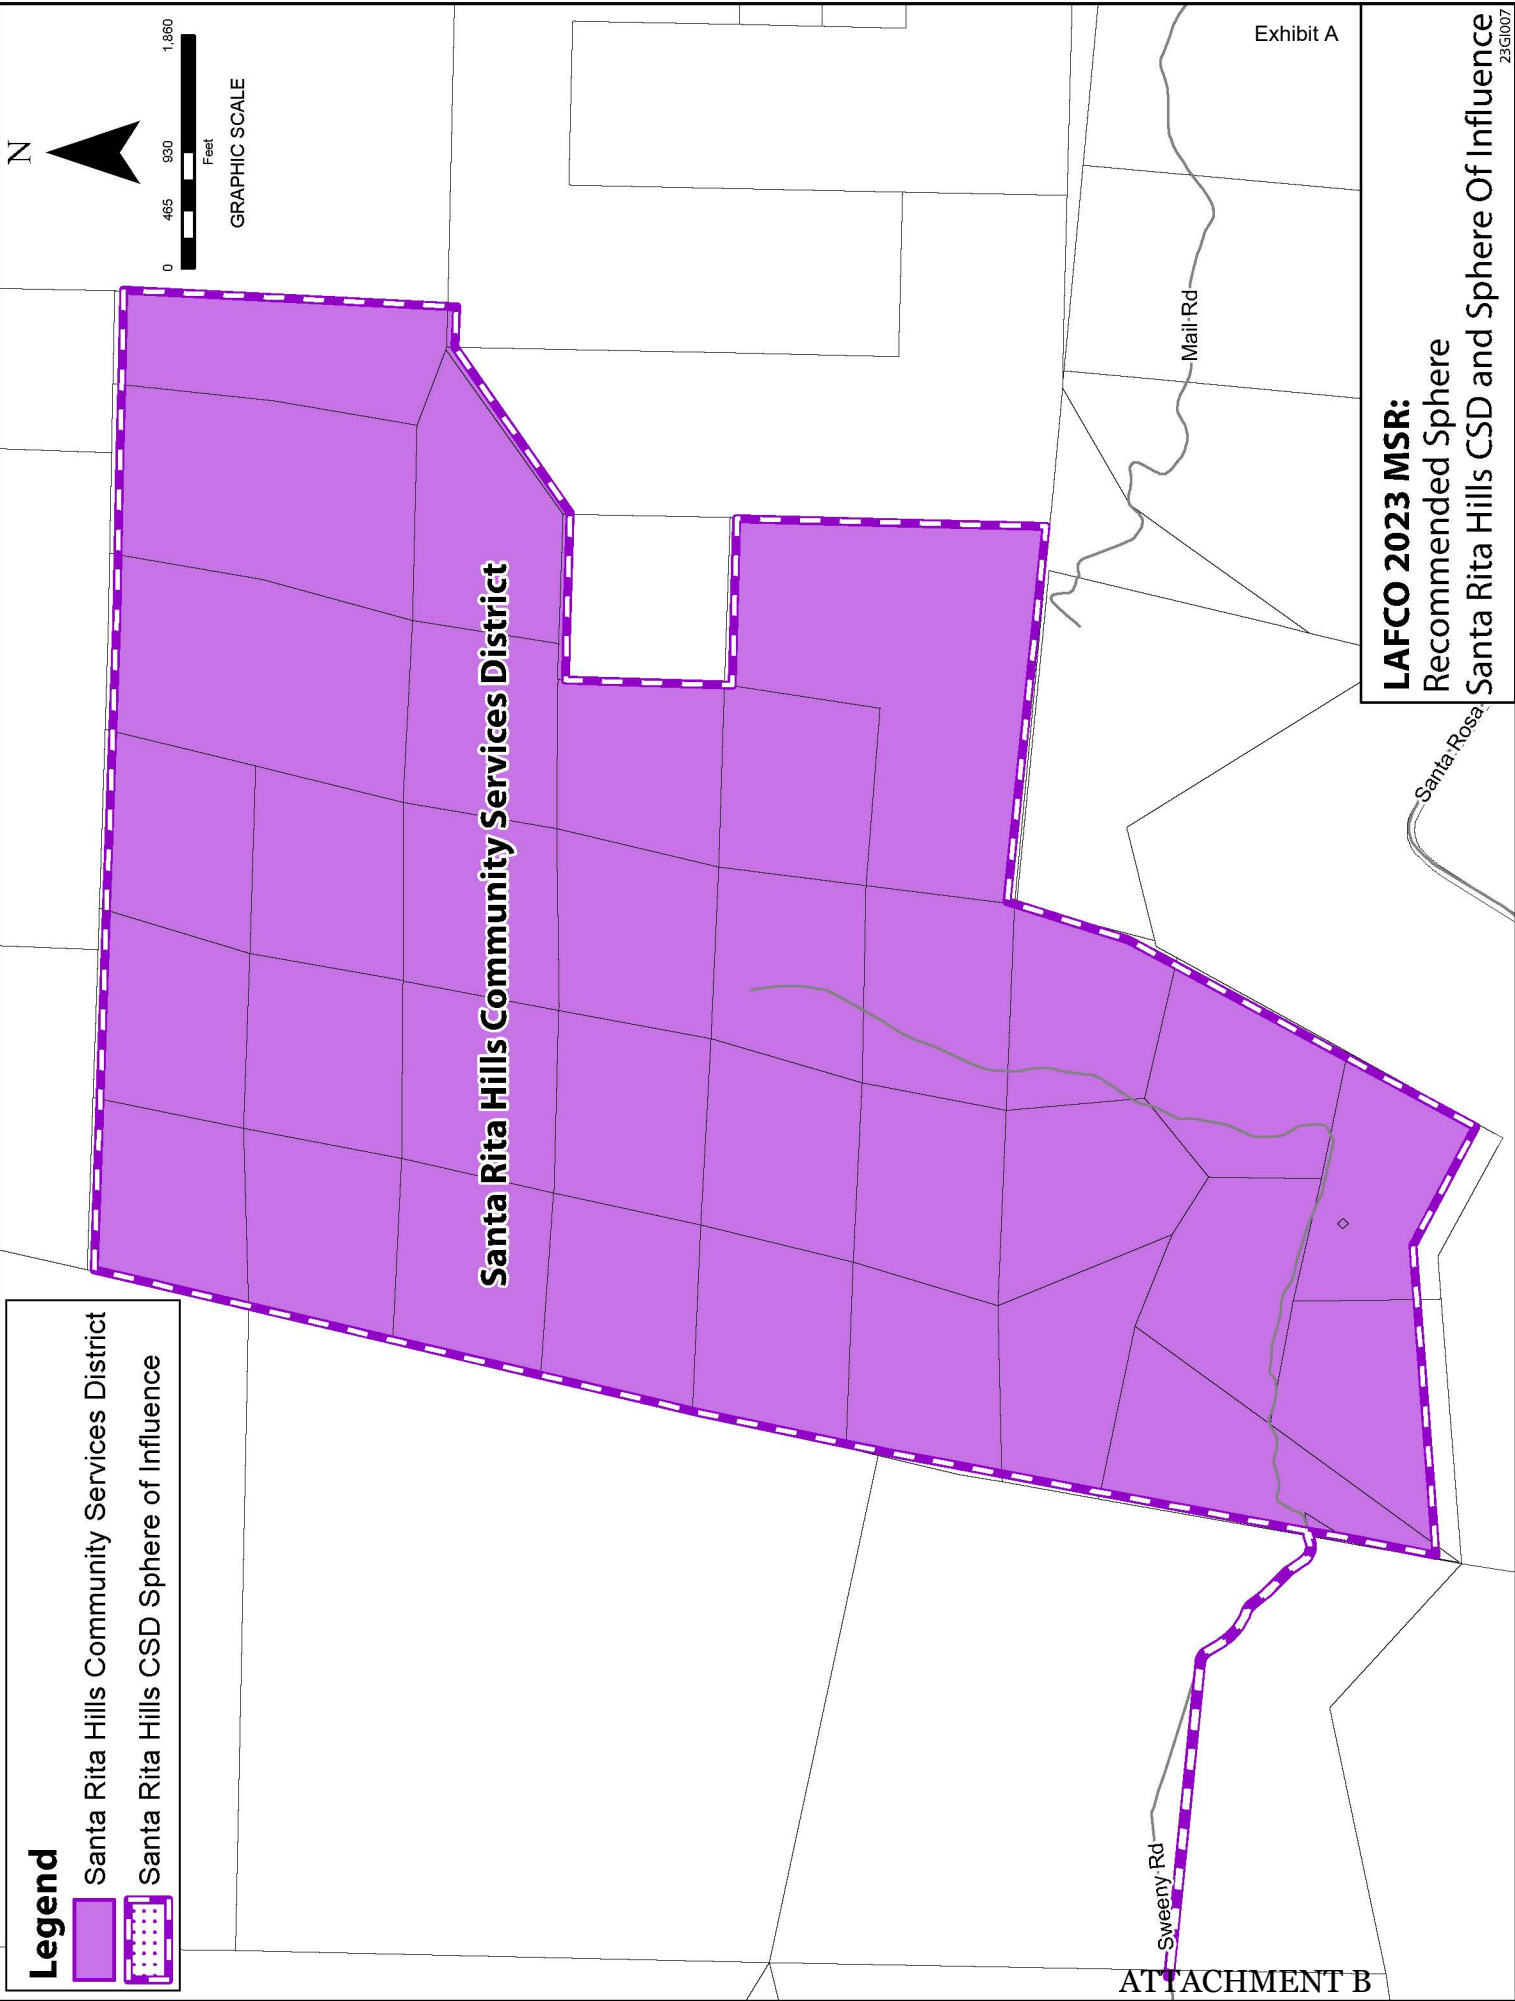 Legend
Santa Rita Hills Community Services District
Santa Rita Hills CSD Sphere of Influence
N
0 465 930 1,860
Feet
GRAPHIC SCALE
Santa Rita Hills Community Services District
Sweeny Rd
Mail Rd
Santa Rosa
Exhibit A
LAFCO 2023 MSR:
Recommended Sphere
Santa Rita Hills CSD and Sphere Of Influence
23GI007
ATTACHMENT B